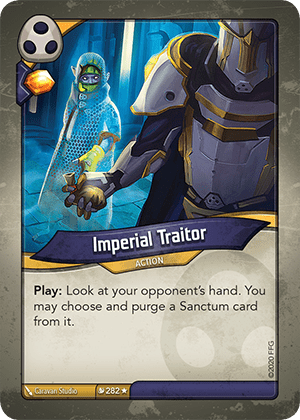 Imperial Traitor
ACTION
Play: Look at your opponent's hand. You
may choose and purge a Sanctum card
from it.
©2020 FFG
Caravan Studio 282★